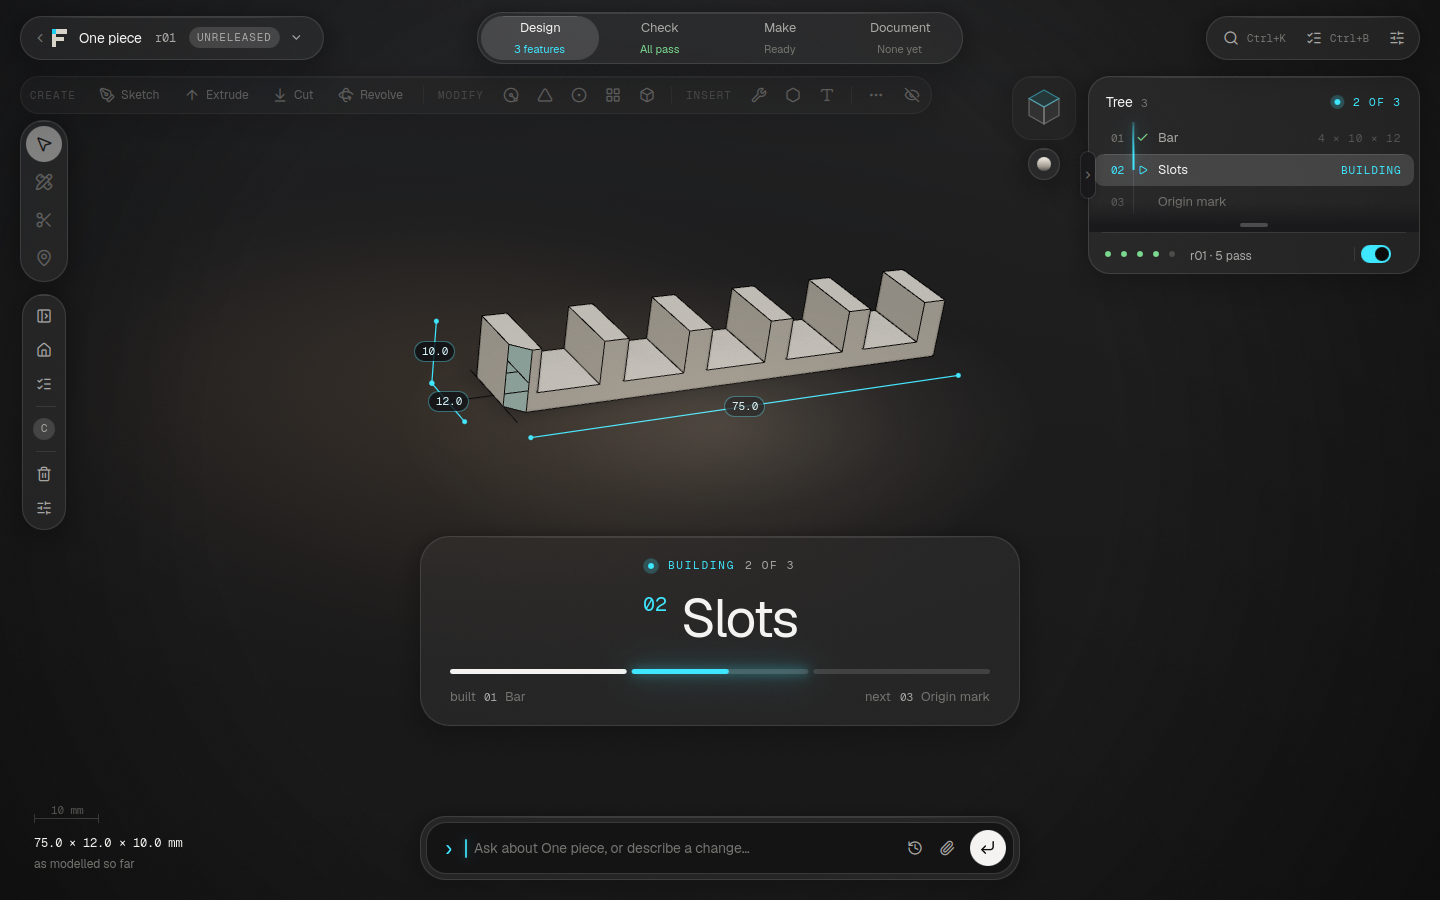 One piece r01 UNRELEASED
Design Check Make Document
3 features All pass Ready None yet
Ctrl+K Ctrl+B
CREATE Sketch Extrude Cut Revolve MODIFY INSERT
Tree 3 2 OF 3
01 Bar 4 × 10 × 12
02 Slots BUILDING
03 Origin mark
r01 · 5 pass
10.0
12.0
75.0
C
BUILDING 2 OF 3
02 Slots
built 01 Bar next 03 Origin mark
10 mm
75.0 × 12.0 × 10.0 mm
as modelled so far
Ask about One piece, or describe a change…